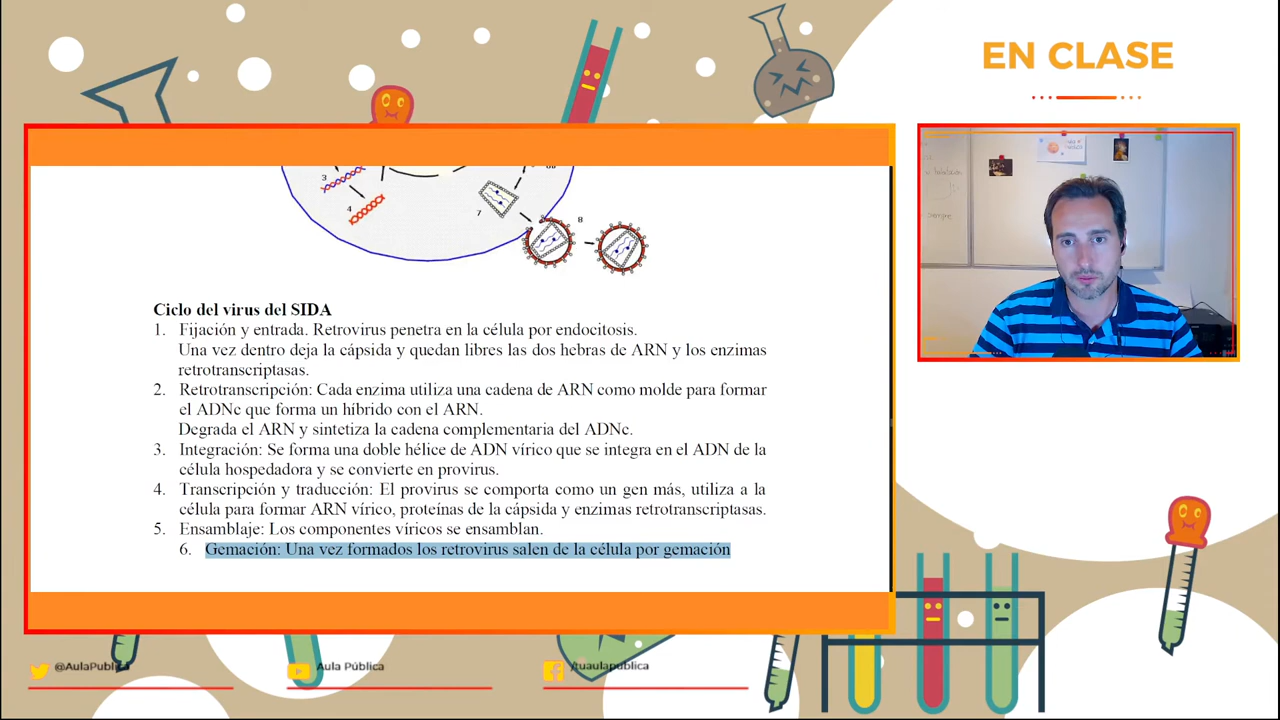 EN CLASE
3
4
7
8
Ciclo del virus del SIDA
1. Fijación y entrada. Retrovirus penetra en la célula por endocitosis.
Una vez dentro deja la cápsida y quedan libres las dos hebras de ARN y los enzimas
retrotranscriptasas.
2. Retrotranscripción: Cada enzima utiliza una cadena de ARN como molde para formar
el ADNc que forma un híbrido con el ARN.
Degrada el ARN y sintetiza la cadena complementaria del ADNc.
3. Integración: Se forma una doble hélice de ADN vírico que se integra en el ADN de la
célula hospedadora y se convierte en provirus.
4. Transcripción y traducción: El provirus se comporta como un gen más, utiliza a la
célula para formar ARN vírico, proteínas de la cápsida y enzimas retrotranscriptasas.
5. Ensamblaje: Los componentes víricos se ensamblan.
6. Gemación: Una vez formados los retrovirus salen de la célula por gemación
@AulaPublica
Aula Pública
/tuaulapublica